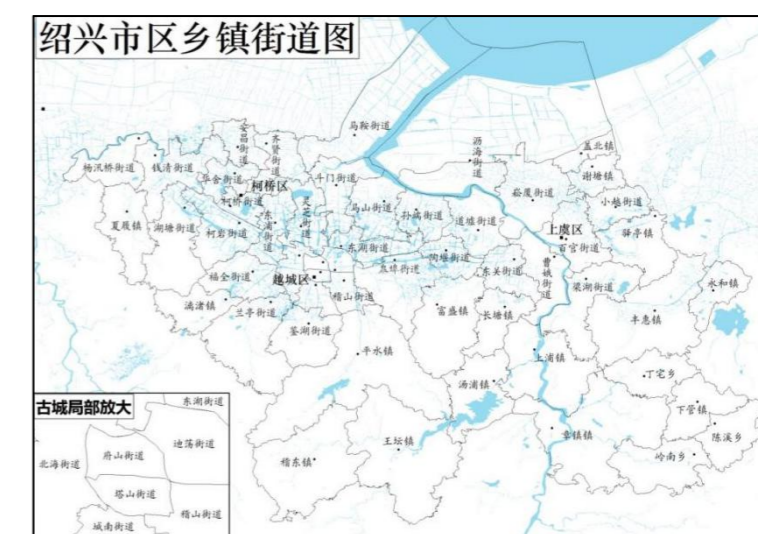 绍兴市区乡镇街道图
马鞍街道
安昌街道
齐贤街道
沥海街道
盖北镇
杨汛桥街道
钱清街道
华舍街道
斗门街道
谢塘镇
柯桥区
崧厦街道
柯桥街道
灵芝街道
马山街道
孙端街道
小越街道
夏履镇
湖塘街道
柯岩街道
东浦街道
道墟街道
上虞区
驿亭镇
东湖街道
百官街道
陶堰街道
皋埠街道
福全街道
越城区
东关街道
曹娥街道
梁湖街道
永和镇
漓渚镇
兰亭街道
稽山街道
富盛镇
长塘镇
丰惠镇
鉴湖街道
平水镇
上浦镇
汤浦镇
丁宅乡
下管镇
陈溪乡
章镇镇
岭南乡
王坛镇
稽东镇
古城局部放大
东湖街道
府山街道
迪荡街道
北海街道
塔山街道
稽山街道
城南街道